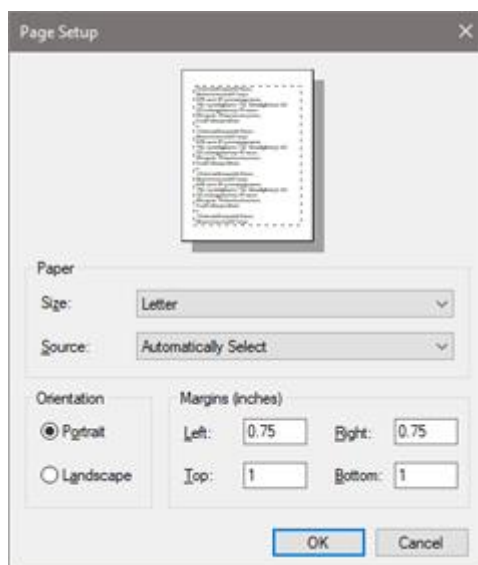 Page Setup
Paper
Size: Letter
Source: Automatically Select
Orientation
Portrait
Landscape
Margins (inches)
Left: 0.75 Right: 0.75
Top: 1 Bottom: 1
OK Cancel